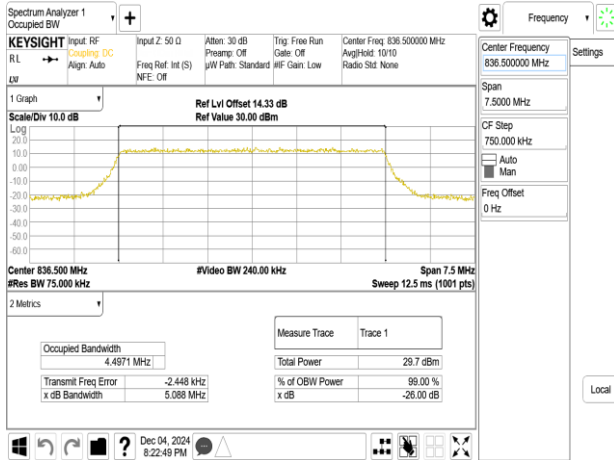 Spectrum Analyzer 1
Occupied BW
Frequency
KEYSIGHT
RL
LXI
Input: RF
Coupling: DC
Align: Auto
Input Z: 50 Ω
Freq Ref: Int (S)
NFE: Off
Atten: 30 dB
Preamp: Off
µW Path: Standard
Trig: Free Run
Gate: Off
#IF Gain: Low
Center Freq: 836.500000 MHz
Avg|Hold: 10/10
Radio Std: None
Center Frequency
836.500000 MHz
Settings
Span
7.5000 MHz
CF Step
750.000 kHz
Auto
Man
Freq Offset
0 Hz
Local
1 Graph
Scale/Div 10.0 dB
Ref Lvl Offset 14.33 dB
Ref Value 30.00 dBm
Log
20.0
10.0
0.00
-10.0
-20.0
-30.0
-40.0
-50.0
-60.0
Center 836.500 MHz
#Video BW 240.00 kHz
Span 7.5 MHz
#Res BW 75.000 kHz
Sweep 12.5 ms (1001 pts)
2 Metrics
Measure Trace Trace 1
Occupied Bandwidth
4.4971 MHz
Total Power 29.7 dBm
Transmit Freq Error -2.448 kHz
% of OBW Power 99.00 %
x dB Bandwidth 5.088 MHz
x dB -26.00 dB
?
Dec 04, 2024
8:22:49 PM